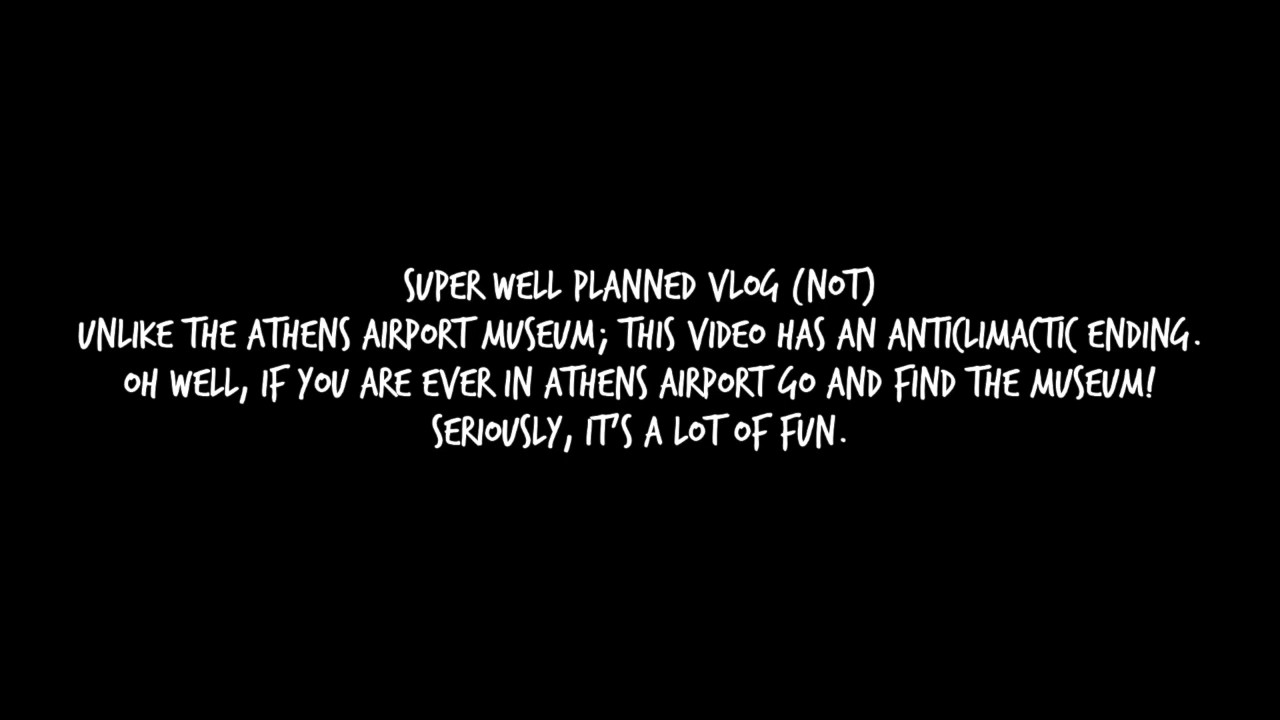 SUPER WELL PLANNED VLOG (NOT)
UNLIKE THE ATHENS AIRPORT MUSEUM; THIS VIDEO HAS AN ANTICLIMACTIC ENDING.
OH WELL, IF YOU ARE EVER IN ATHENS AIRPORT GO AND FIND THE MUSEUM!
SERIOUSLY, IT'S A LOT OF FUN.